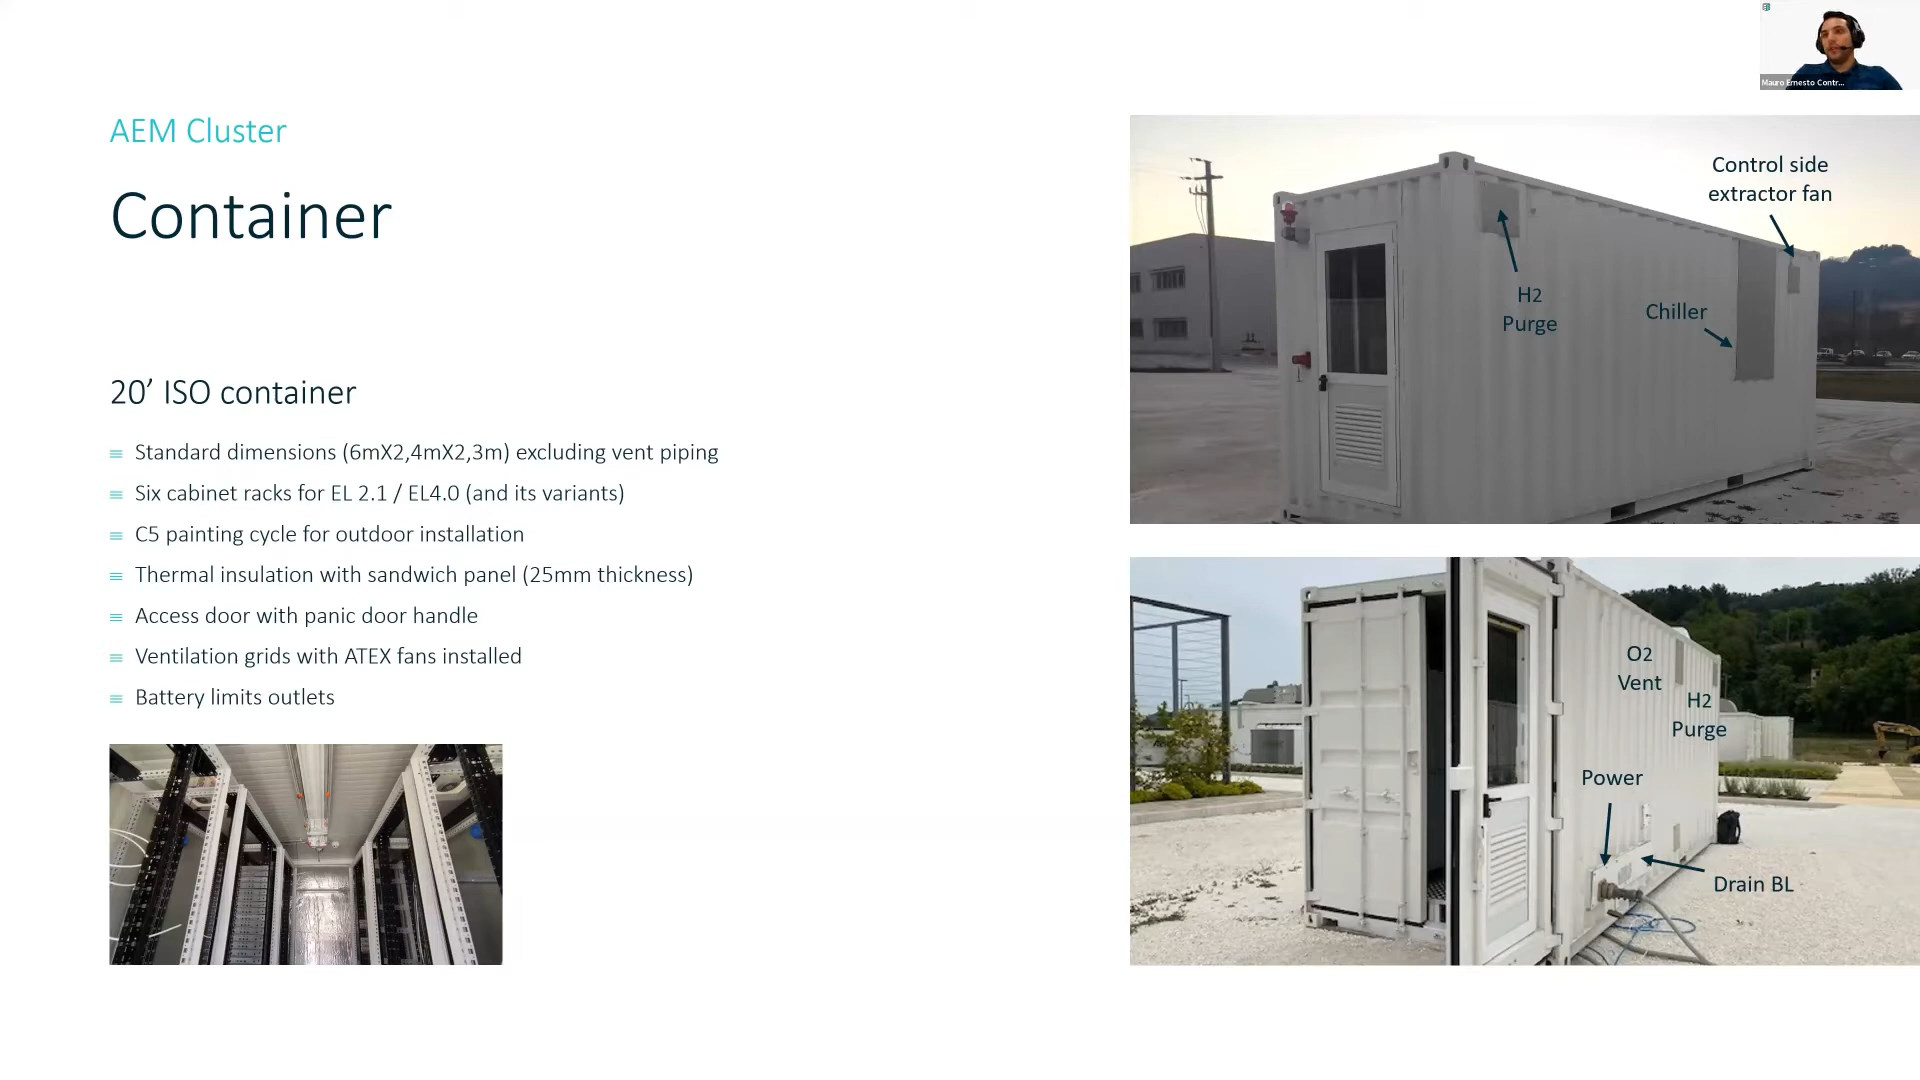 Mauro Ernesto Contr...
AEM Cluster
Container
20’ ISO container
Standard dimensions (6mX2,4mX2,3m) excluding vent piping
Six cabinet racks for EL 2.1 / EL4.0 (and its variants)
C5 painting cycle for outdoor installation
Thermal insulation with sandwich panel (25mm thickness)
Access door with panic door handle
Ventilation grids with ATEX fans installed
Battery limits outlets
Control side
extractor fan
H2
Purge
Chiller
O2
Vent
H2
Purge
Power
Drain BL